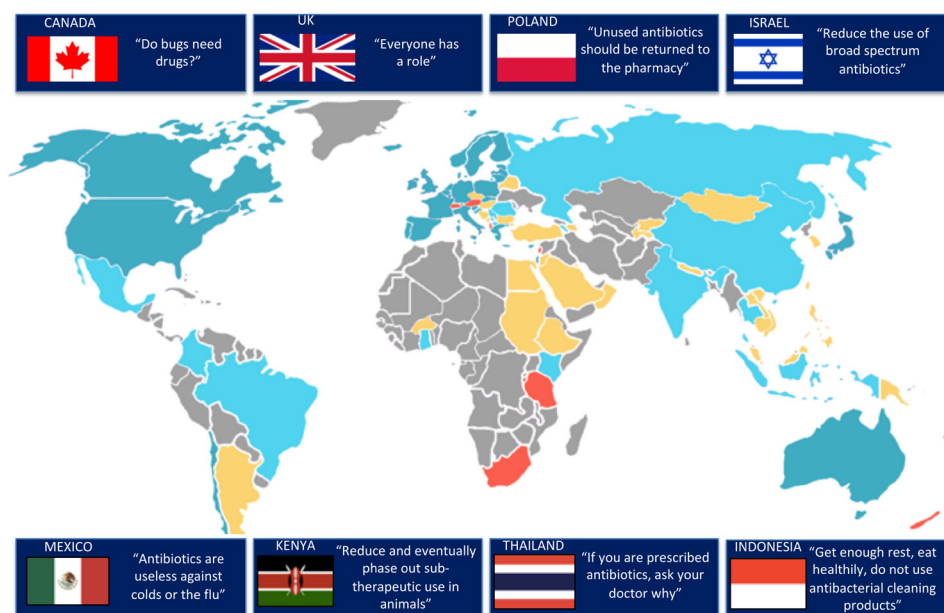 CANADA
“Do bugs need
drugs?”
UK
“Everyone has
a role”
POLAND
“Unused antibiotics
should be returned to
the pharmacy”
ISRAEL
“Reduce the use of
broad spectrum
antibiotics”
MEXICO
“Antibiotics are
useless against
colds or the flu”
KENYA
“Reduce and eventually
phase out sub-
therapeutic use in
animals”
THAILAND
“If you are prescribed
antibiotics, ask your
doctor why”
INDONESIA
“Get enough rest, eat
healthily, do not use
antibacterial cleaning
products”